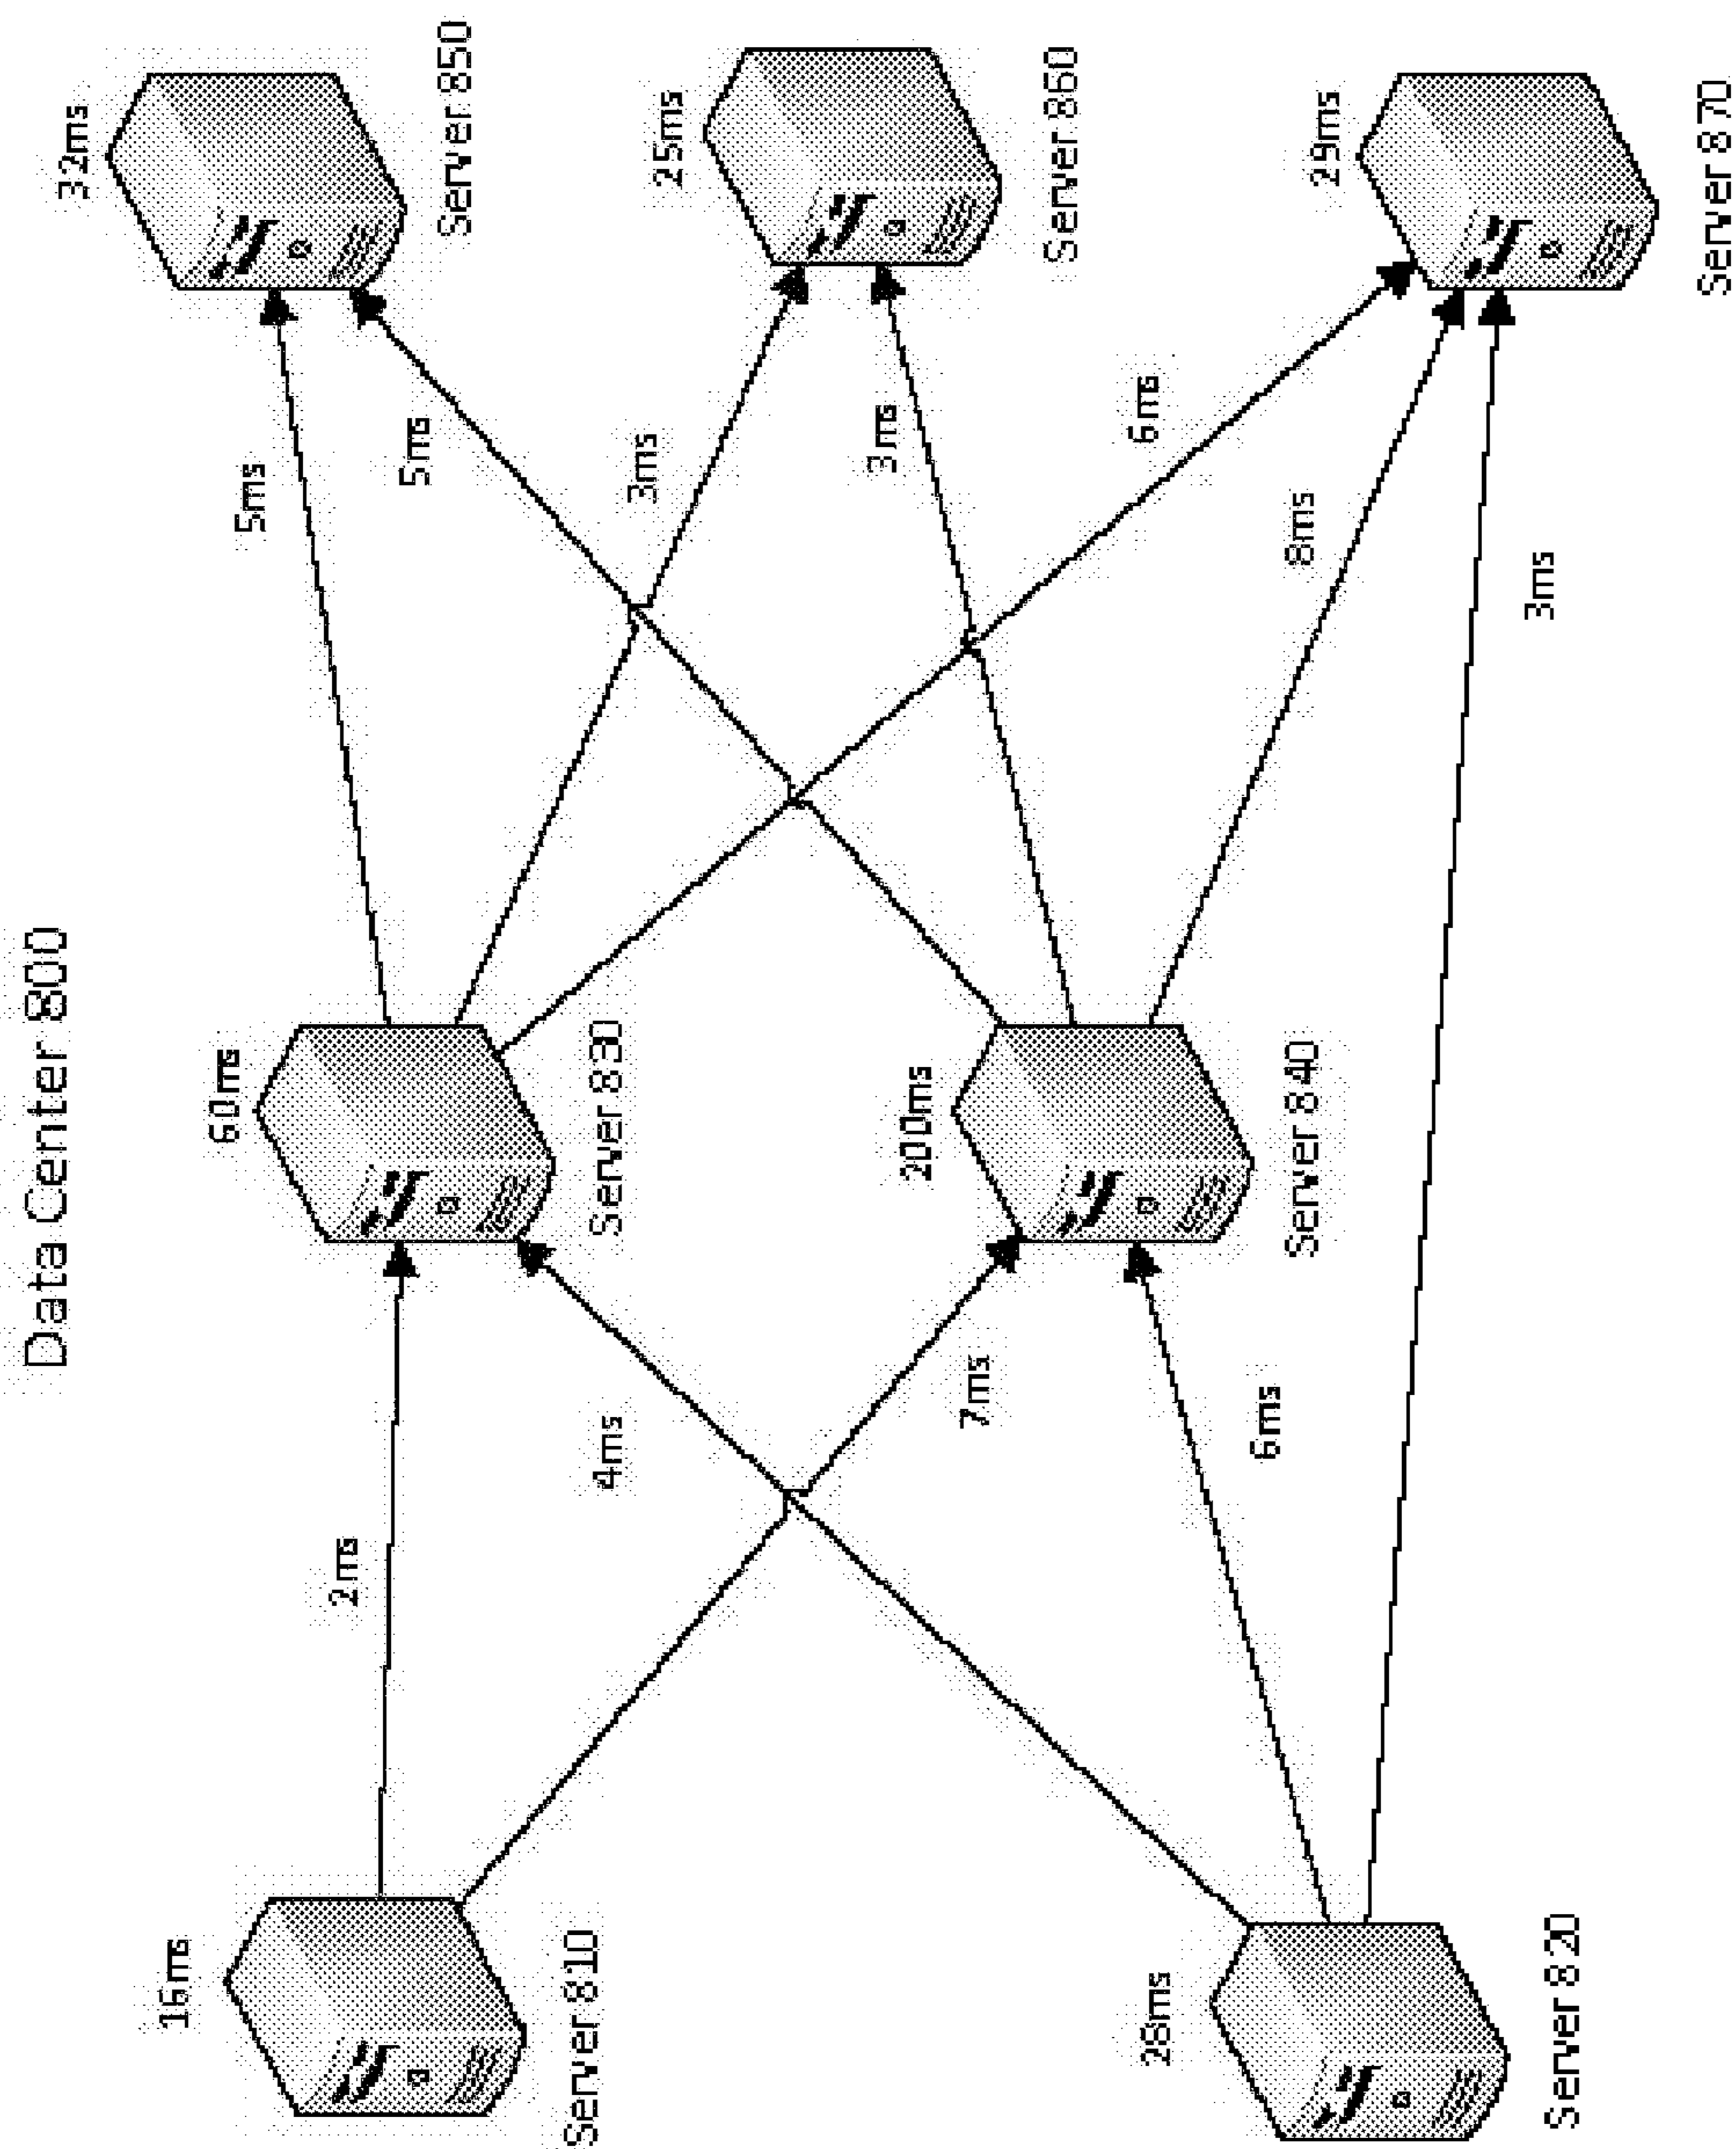 Data Center 800
16ms
Server 810
28ms
Server 820
2ms
4ms
7ms
6ms
60ms
Server 830
200ms
Server 840
5ms
5ms
3ms
3ms
6ms
8ms
3ms
32ms
Server 850
25ms
Server 860
29ms
Server 870